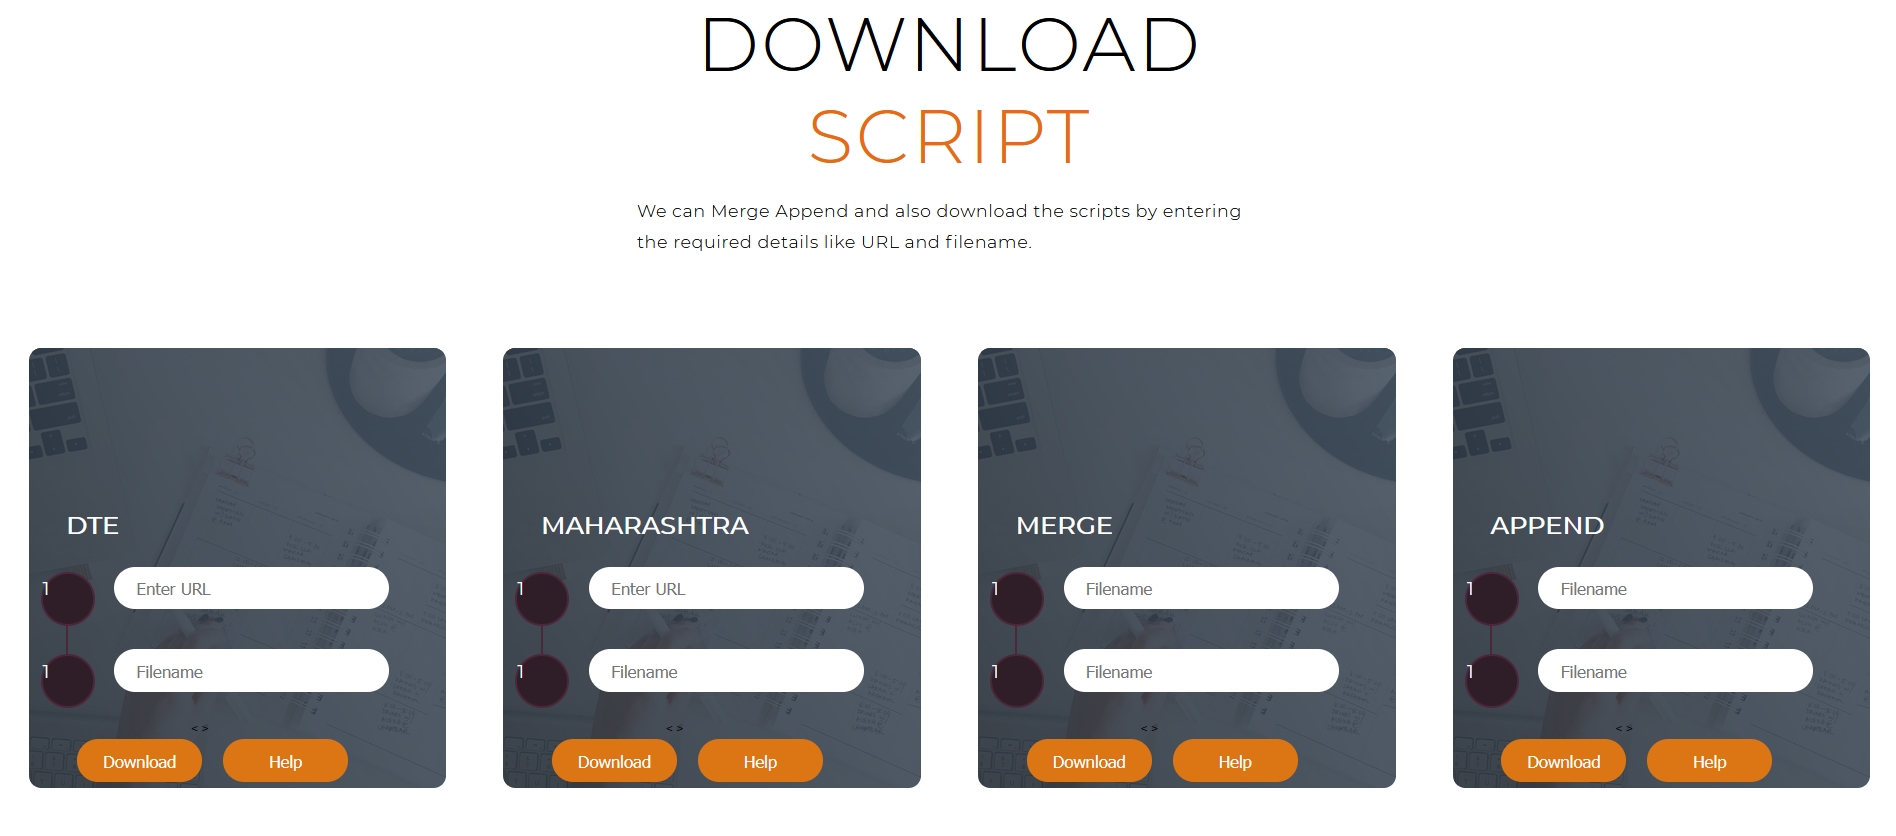 DOWNLOAD
SCRIPT
We can Merge Append and also download the scripts by entering
the required details like URL and filename.
DTE
1 Enter URL
1 Filename
< >
Download Help
MAHARASHTRA
1 Enter URL
1 Filename
< >
Download Help
MERGE
1 Filename
1 Filename
< >
Download Help
APPEND
1 Filename
1 Filename
< >
Download Help